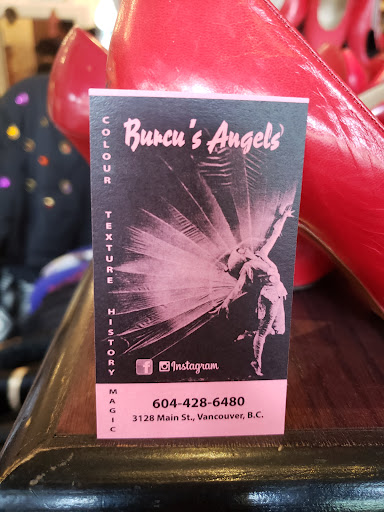 Burcu's Angels
COLOUR TEXTURE HISTORY MAGIC
f Instagram
604-428-6480
3128 Main St., Vancouver, B.C.